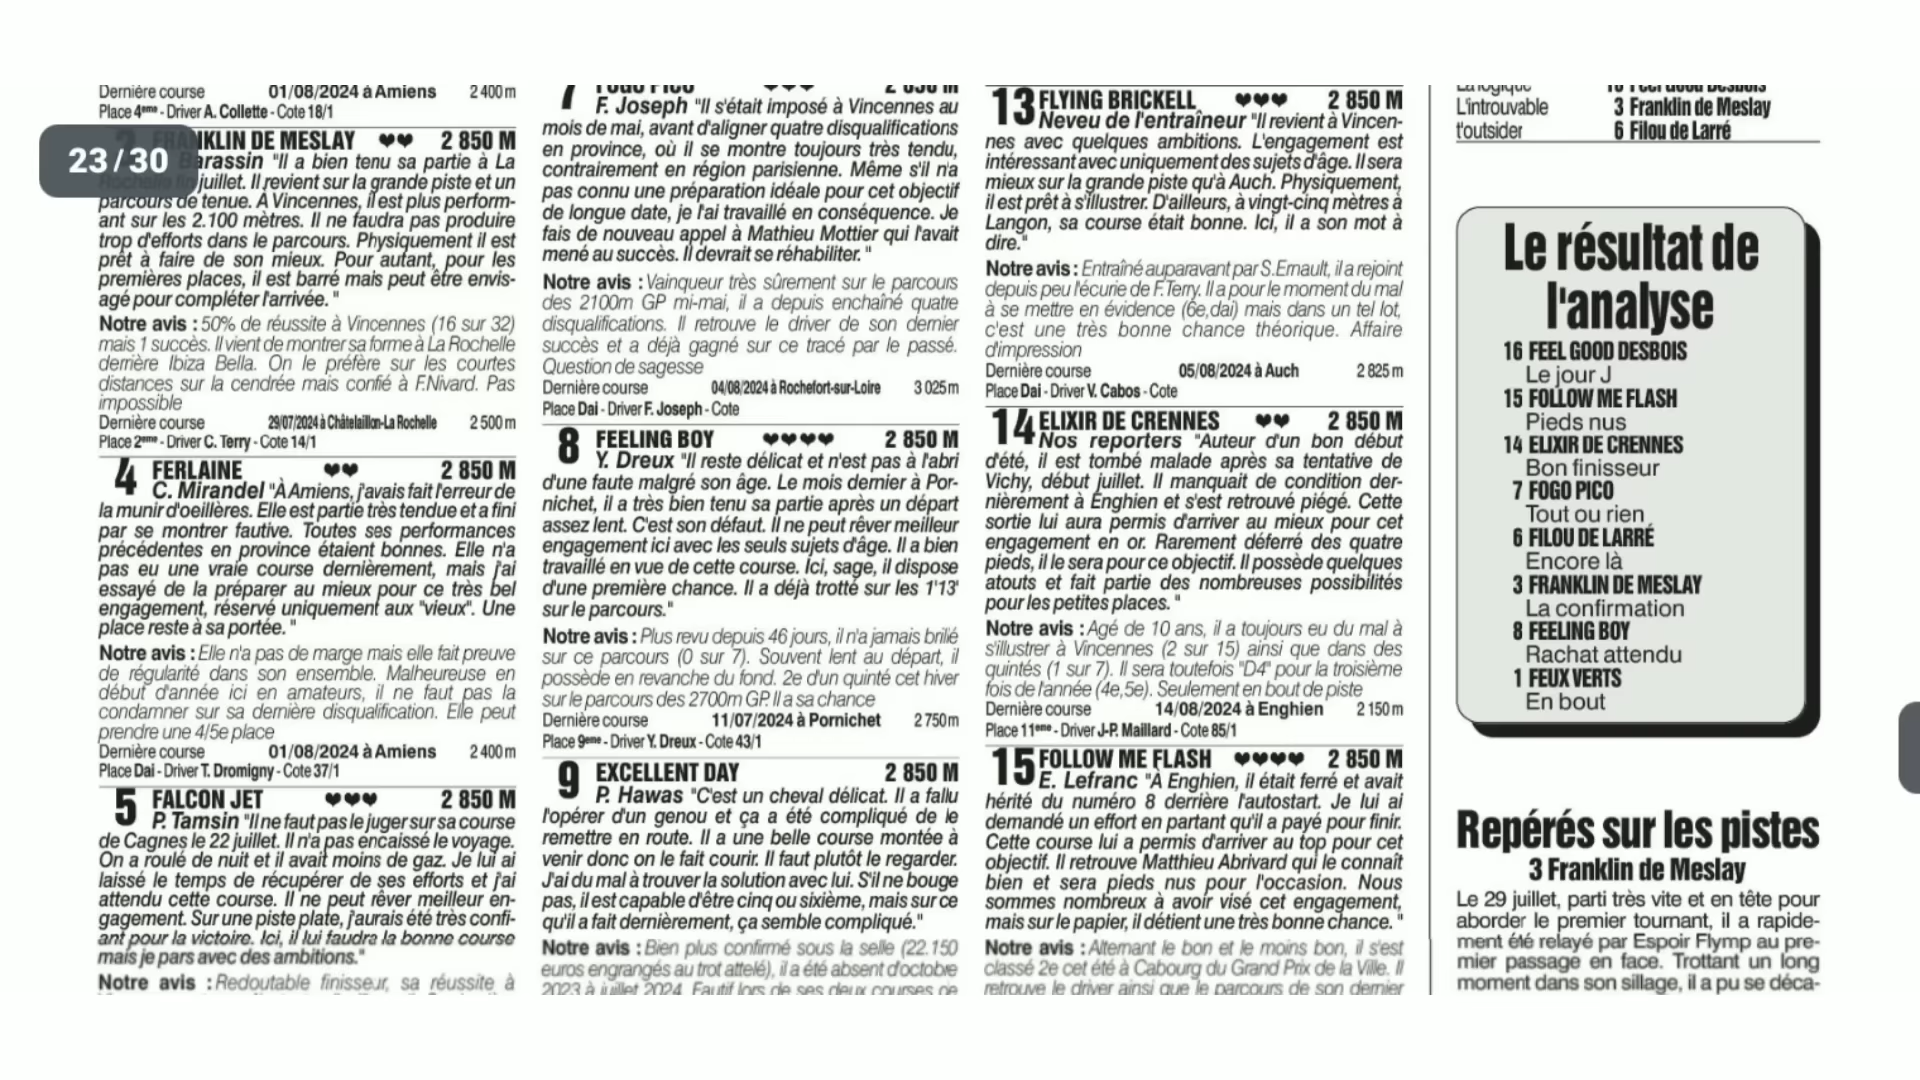 23/30
Dernière course 01/08/2024 à Amiens 2 400 m
Place 4eme - Driver A. Collette - Cote 18/1
FRANKLIN DE MESLAY ♥♥ 2 850 M
Barassin "Il a bien tenu sa partie à La
Rochelle fin juillet. Il revient sur la grande piste et un
parcours de tenue. À Vincennes, il est plus perform-
ant sur les 2.100 mètres. Il ne faudra pas produire
trop d'efforts dans le parcours. Physiquement il est
prêt à faire de son mieux. Pour autant, pour les
premières places, il est barré mais peut être envis-
agé pour compléter l'arrivée. "
Notre avis : 50% de réussite à Vincennes (16 sur 32)
mais 1 succès. Il vient de montrer sa forme à La Rochelle
derrière Ibiza Bella. On le préfère sur les courtes
distances sur la cendrée mais confié à F.Nivard. Pas
impossible
Dernière course 29/07/2024 à Châtelaillon-La Rochelle 2 500 m
Place 2eme - Driver C. Terry - Cote 14/1
4 FERLAINE ♥♥ 2 850 M
C. Mirandel "À Amiens, j'avais fait l'erreur de
la munir d'oeillères. Elle est partie très tendue et a fini
par se montrer fautive. Toutes ses performances
précédentes en province étaient bonnes. Elle n'a
pas eu une vraie course dernièrement, mais j'ai
essayé de la préparer au mieux pour ce très bel
engagement, réservé uniquement aux "vieux". Une
place reste à sa portée. "
Notre avis : Elle n'a pas de marge mais elle fait preuve
de régularité dans son ensemble. Malheureuse en
début d'année ici en amateurs, il ne faut pas la
condamner sur sa dernière disqualification. Elle peut
prendre une 4/5e place
Dernière course 01/08/2024 à Amiens 2 400 m
Place Dai - Driver T. Dromigny - Cote 37/1
5 FALCON JET ♥♥♥ 2 850 M
P. Tamsin "Il ne faut pas le juger sur sa course
de Cagnes le 22 juillet. Il n'a pas encaissé le voyage.
On a roulé de nuit et il avait moins de gaz. Je lui ai
laissé le temps de récupérer de ses efforts et j'ai
attendu cette course. Il ne peut rêver meilleur en-
gagement. Sur une piste plate, j'aurais été très confi-
ant pour la victoire. Ici, il lui faudra la bonne course
mais je pars avec des ambitions."
Notre avis : Redoutable finisseur, sa réussite à
7 FOGO PICO ♥♥♥ 2 850 M
F. Joseph "Il s'était imposé à Vincennes au
mois de mai, avant d'aligner quatre disqualifications
en province, où il se montre toujours très tendu,
contrairement en région parisienne. Même s'il n'a
pas connu une préparation idéale pour cet objectif
de longue date, je l'ai travaillé en conséquence. Je
fais de nouveau appel à Mathieu Mottier qui l'avait
mené au succès. Il devrait se réhabiliter. "
Notre avis : Vainqueur très sûrement sur le parcours
des 2100m GP mi-mai, il a depuis enchaîné quatre
disqualifications. Il retrouve le driver de son dernier
succès et a déjà gagné sur ce tracé par le passé.
Question de sagesse
Dernière course 04/08/2024 à Rochefort-sur-Loire 3 025 m
Place Dai - Driver F. Joseph - Cote
8 FEELING BOY ♥♥♥♥ 2 850 M
Y. Dreux "Il reste délicat et n'est pas à l'abri
d'une faute malgré son âge. Le mois dernier à Por-
nichet, il a très bien tenu sa partie après un départ
assez lent. C'est son défaut. Il ne peut rêver meilleur
engagement ici avec les seuls sujets d'âge. Il a bien
travaillé en vue de cette course. Ici, sage, il dispose
d'une première chance. Il a déjà trotté sur les 1'13'
sur le parcours."
Notre avis : Plus revu depuis 46 jours, il n'a jamais brillé
sur ce parcours (0 sur 7). Souvent lent au départ, il
possède en revanche du fond. 2e d'un quinté cet hiver
sur le parcours des 2700m GP. Il a sa chance
Dernière course 11/07/2024 à Pornichet 2 750 m
Place 9eme - Driver Y. Dreux - Cote 43/1
9 EXCELLENT DAY 2 850 M
P. Hawas "C'est un cheval délicat. Il a fallu
l'opérer d'un genou et ça a été compliqué de le
remettre en route. Il a une belle course montée à
venir donc on le fait courir. Il faut plutôt le regarder.
J'ai du mal à trouver la solution avec lui. S'il ne bouge
pas, il est capable d'être cinq ou sixième, mais sur ce
qu'il a fait dernièrement, ça semble compliqué."
Notre avis : Bien plus confirmé sous la selle (22.150
euros engrangés au trot attelé), il a été absent d'octobre
2023 à juillet 2024. Fautif lors de ses deux courses de
13 FLYING BRICKELL ♥♥♥ 2 850 M
Neveu de l'entraîneur "Il revient à Vincen-
nes avec quelques ambitions. L'engagement est
intéressant avec uniquement des sujets d'âge. Il sera
mieux sur la grande piste qu'à Auch. Physiquement,
il est prêt à s'illustrer. D'ailleurs, à vingt-cinq mètres à
Langon, sa course était bonne. Ici, il a son mot à
dire."
Notre avis : Entraîné auparavant par S.Ernault, il a rejoint
depuis peu l'écurie de F.Terry. Il a pour le moment du mal
à se mettre en évidence (6e,dai) mais dans un tel lot,
c'est une très bonne chance théorique. Affaire
d'impression
Dernière course 05/08/2024 à Auch 2 825 m
Place Dai - Driver V. Cabos - Cote
14 ELIXIR DE CRENNES ♥♥ 2 850 M
Nos reporters "Auteur d'un bon début
d'été, il est tombé malade après sa tentative de
Vichy, début juillet. Il manquait de condition der-
nièrement à Enghien et s'est retrouvé piégé. Cette
sortie lui aura permis d'arriver au mieux pour cet
engagement en or. Rarement déferré des quatre
pieds, il le sera pour ce objectif. Il possède quelques
atouts et fait partie des nombreuses possibilités
pour les petites places. "
Notre avis : Agé de 10 ans, il a toujours eu du mal à
s'illustrer à Vincennes (2 sur 15) ainsi que dans des
quintés (1 sur 7). Il sera toutefois "D4" pour la troisième
fois de l'année (4e,5e). Seulement en bout de piste
Dernière course 14/08/2024 à Enghien 2 150 m
Place 11eme - Driver J-P. Maillard - Cote 85/1
15 FOLLOW ME FLASH ♥♥♥♥ 2 850 M
E. Lefranc "À Enghien, il était ferré et avait
hérité du numéro 8 derrière l'autostart. Je lui ai
demandé un effort en partant qu'il a payé pour finir.
Cette course lui a permis d'arriver au top pour cet
objectif. Il retrouve Matthieu Abrivard qui le connaît
bien et sera pieds nus pour l'occasion. Nous
sommes nombreux à avoir visé cet engagement,
mais sur le papier, il détient une très bonne chance. "
Notre avis : Alternant le bon et le moins bon, il s'est
classé 2e cet été à Cabourg du Grand Prix de la Ville. Il
retrouve le driver ainsi que le parcours de son dernier
La logique 16 Feel Good Desbois
L'introuvable 3 Franklin de Meslay
t'outsider 6 Filou de Larré
Le résultat de
l'analyse
16 FEEL GOOD DESBOIS
Le jour J
15 FOLLOW ME FLASH
Pieds nus
14 ELIXIR DE CRENNES
Bon finisseur
7 FOGO PICO
Tout ou rien
6 FILOU DE LARRÉ
Encore là
3 FRANKLIN DE MESLAY
La confirmation
8 FEELING BOY
Rachat attendu
1 FEUX VERTS
En bout
Repérés sur les pistes
3 Franklin de Meslay
Le 29 juillet, parti très vite et en tête pour
aborder le premier tournant, il a rapide-
ment été relayé par Espoir Flymp au pre-
mier passage en face. Trottant un long
moment dans son sillage, il a pu se déca-